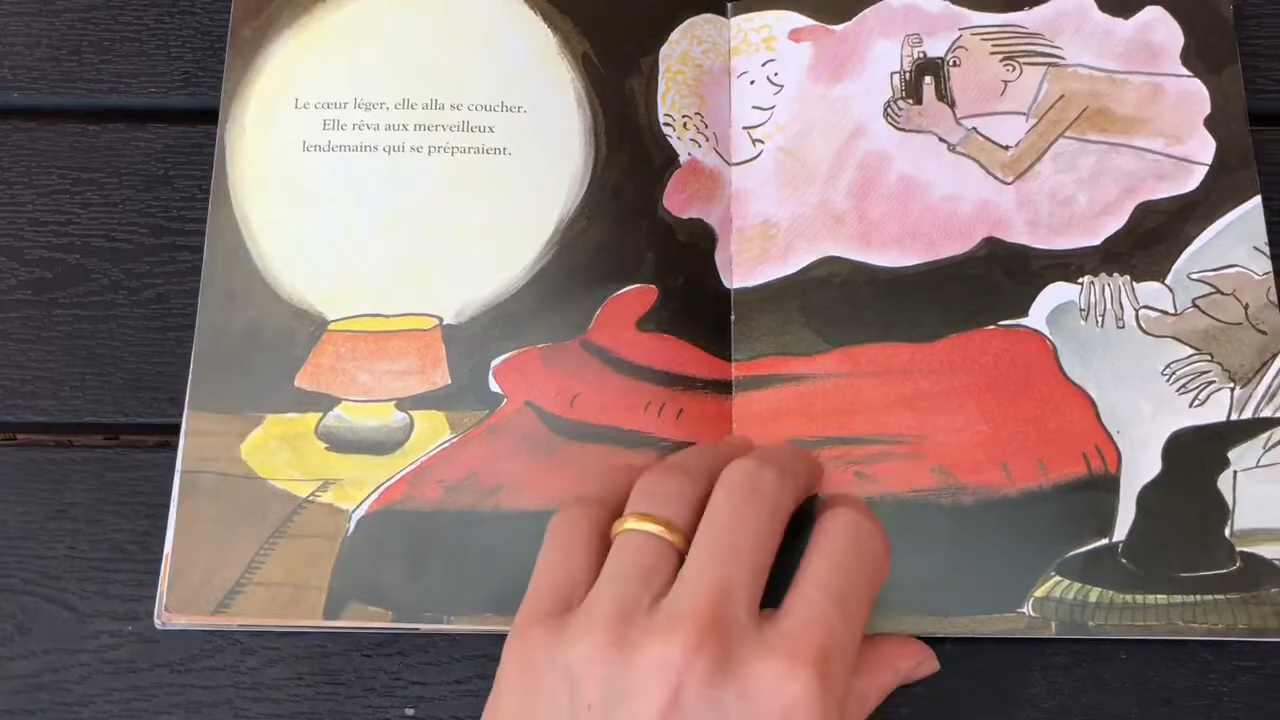 Le cœur léger, elle alla se coucher.
Elle rêva aux merveilleux
lendemains qui se préparaient.